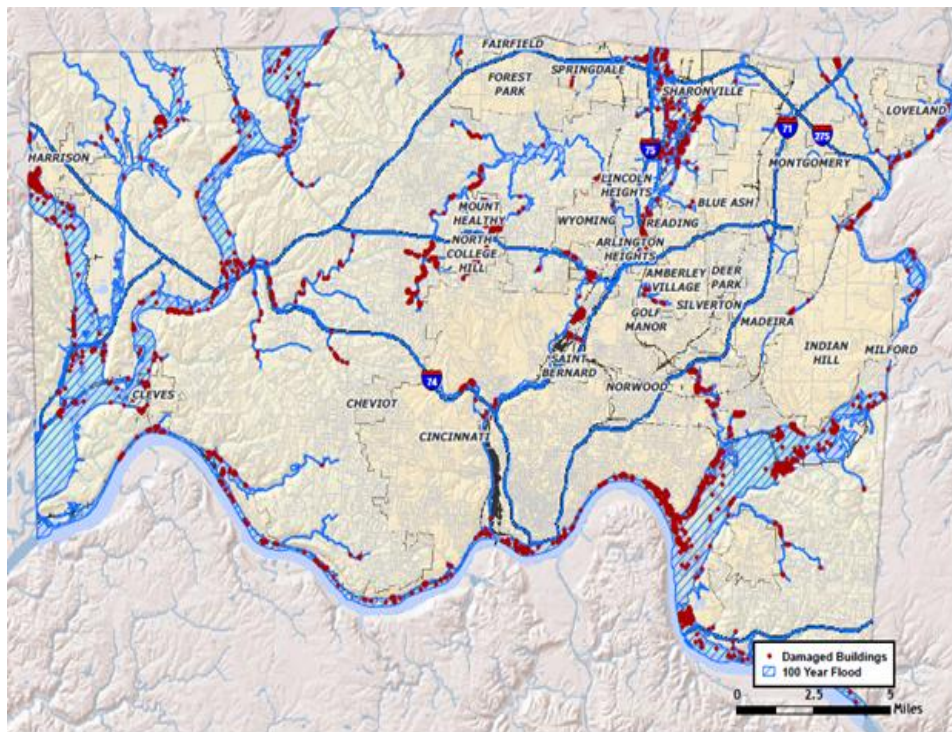 FAIRFIELD
SPRINGDALE
FOREST
PARK
SHARONVILLE
LOVELAND
71
275
75
MONTGOMERY
HARRISON
LINCOLN
HEIGHTS
MOUNT
HEALTHY
WYOMING
BLUE ASH
READING
NORTH
COLLEGE
HILL
ARLINGTON
HEIGHTS
AMBERLEY
VILLAGE
DEER
PARK
SILVERTON
GOLF
MANOR
MADEIRA
INDIAN
HILL
MILFORD
SAINT
BERNARD
NORWOOD
74
CLEVES
CHEVIOT
CINCINNATI
Damaged Buildings
100 Year Flood
0 2.5 5
Miles